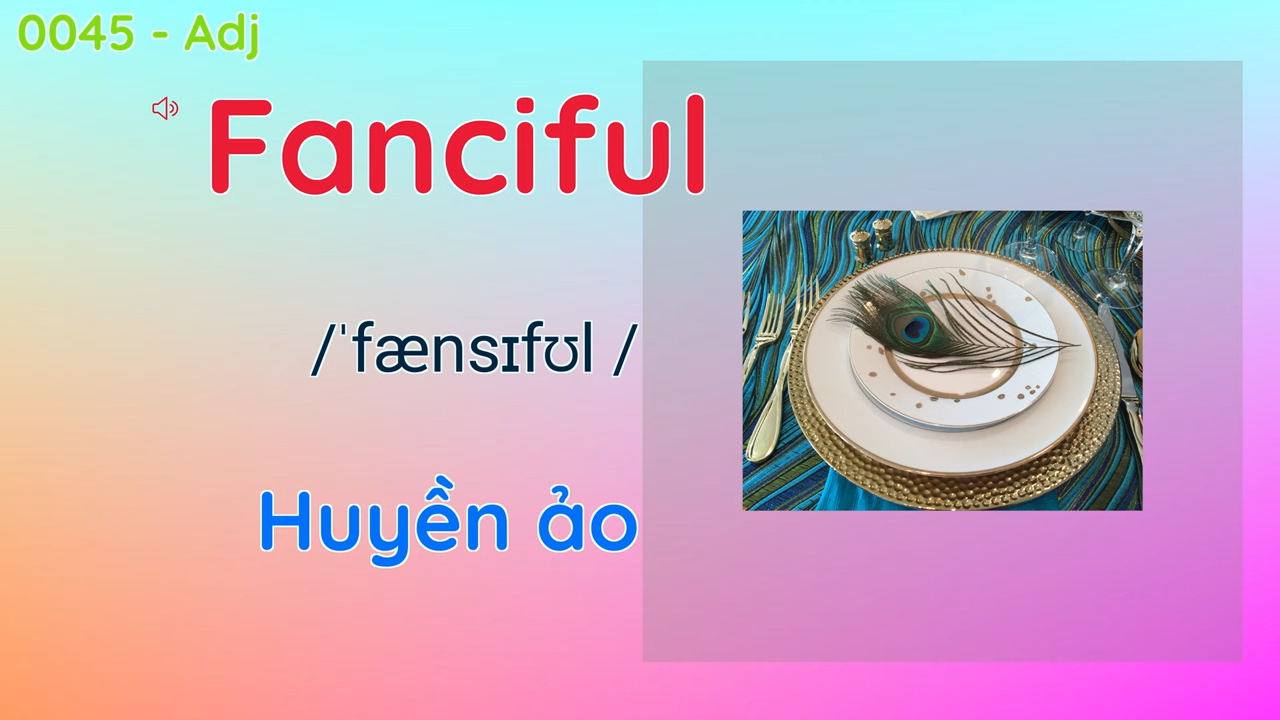 0045 - Adj
Fanciful
/ˈfænsɪfʊl /
Huyền ảo